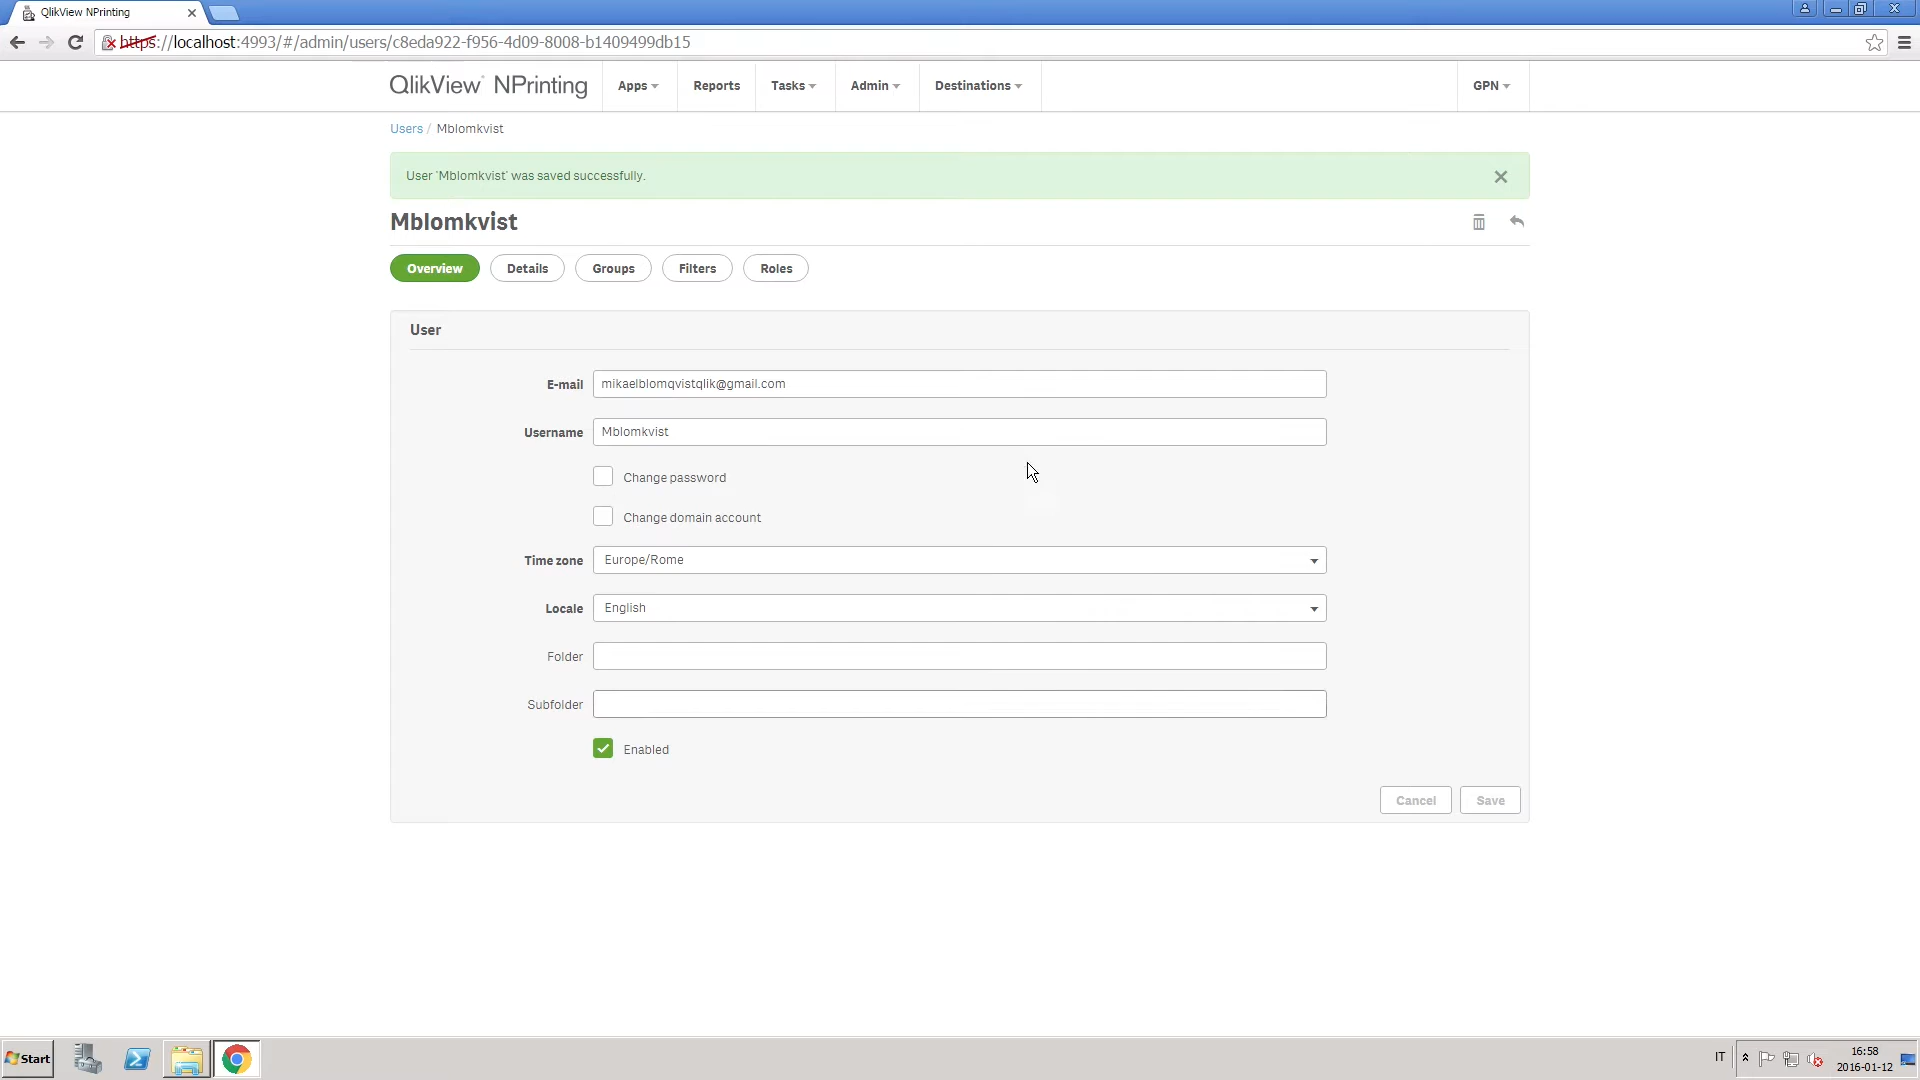 QlikView NPrinting
https://localhost:4993/#/admin/users/c8eda922-f956-4d09-8008-b1409499db15
QlikView NPrinting
Apps
Reports
Tasks
Admin
Destinations
GPN
Users / Mblomkvist
User 'Mblomkvist' was saved successfully.
Mblomkvist
Overview
Details
Groups
Filters
Roles
User
E-mail mikaelblomqvistqlik@gmail.com
Username Mblomkvist
Change password
Change domain account
Time zone Europe/Rome
Locale English
Folder
Subfolder
Enabled
Cancel
Save
Start
IT
16:58
2016-01-12